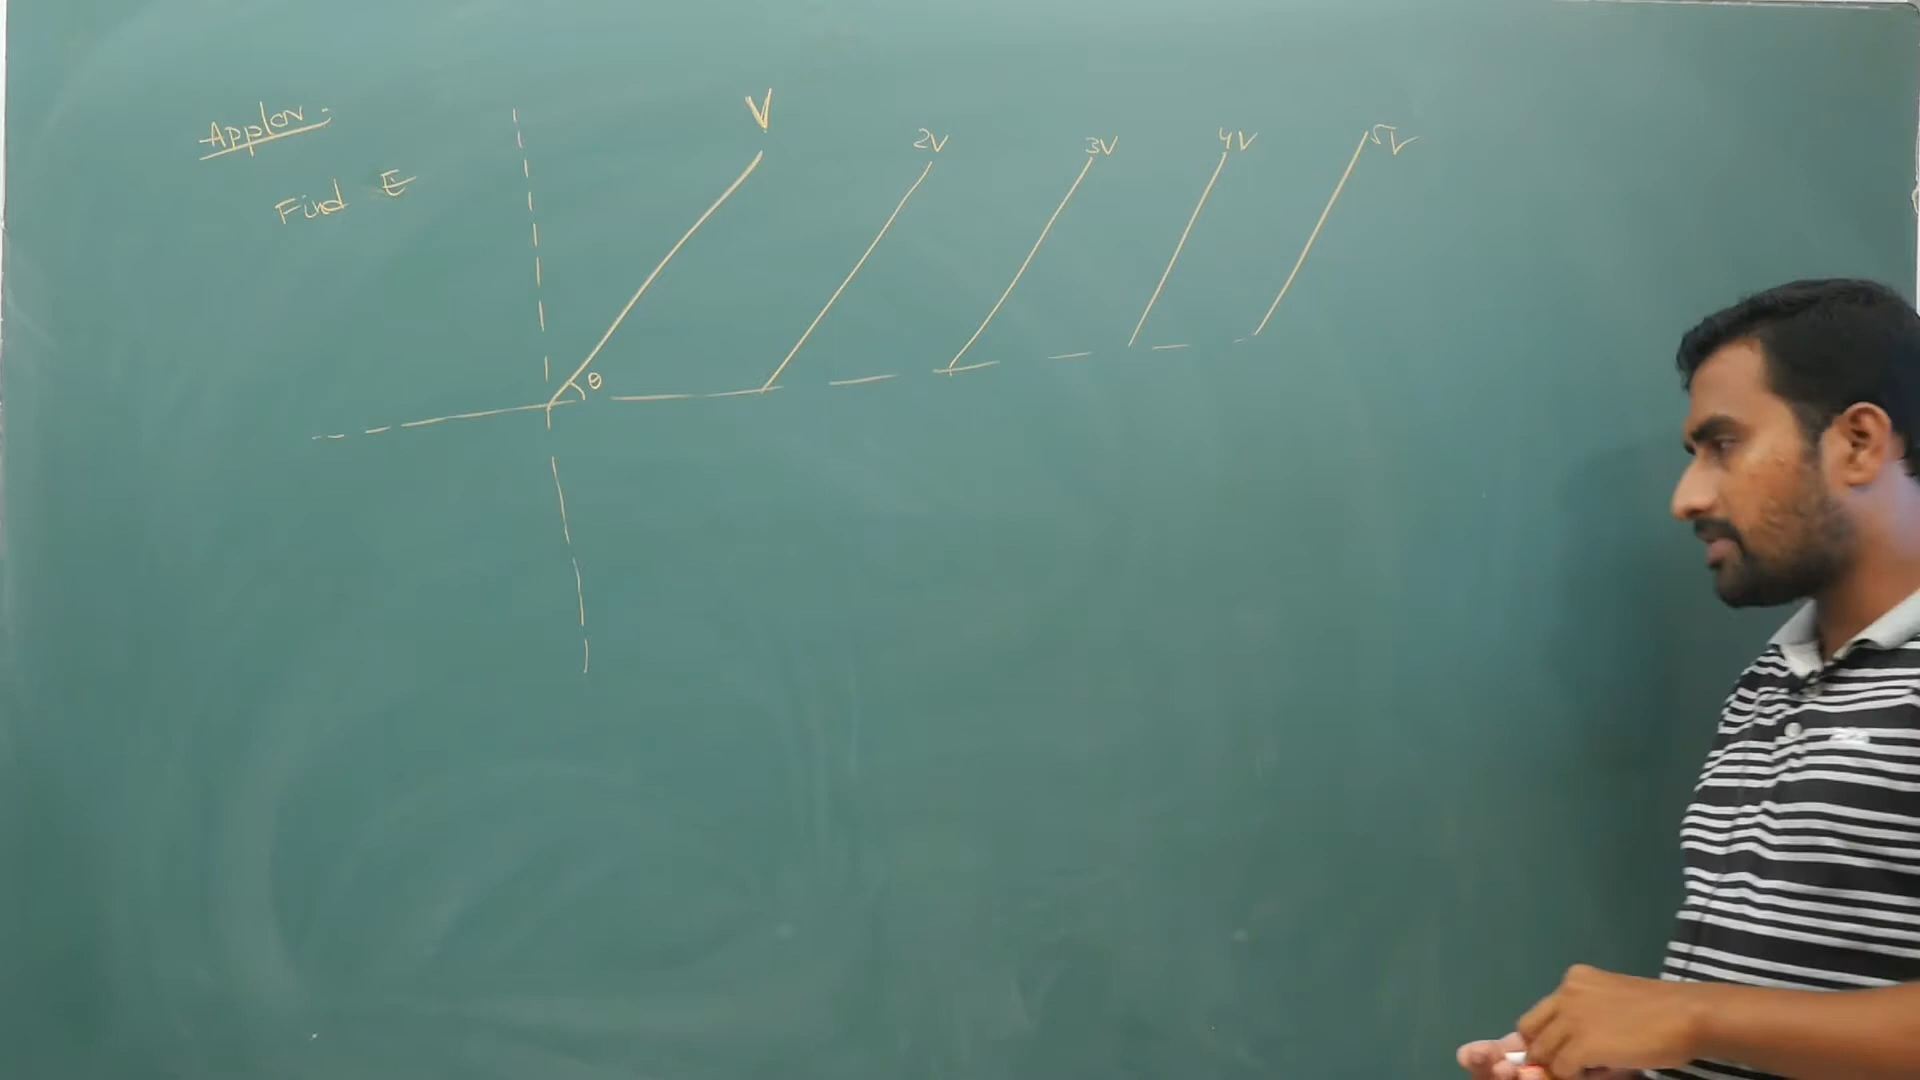 Applcn:
Find E
V
2V
3V
4V
5V
θ